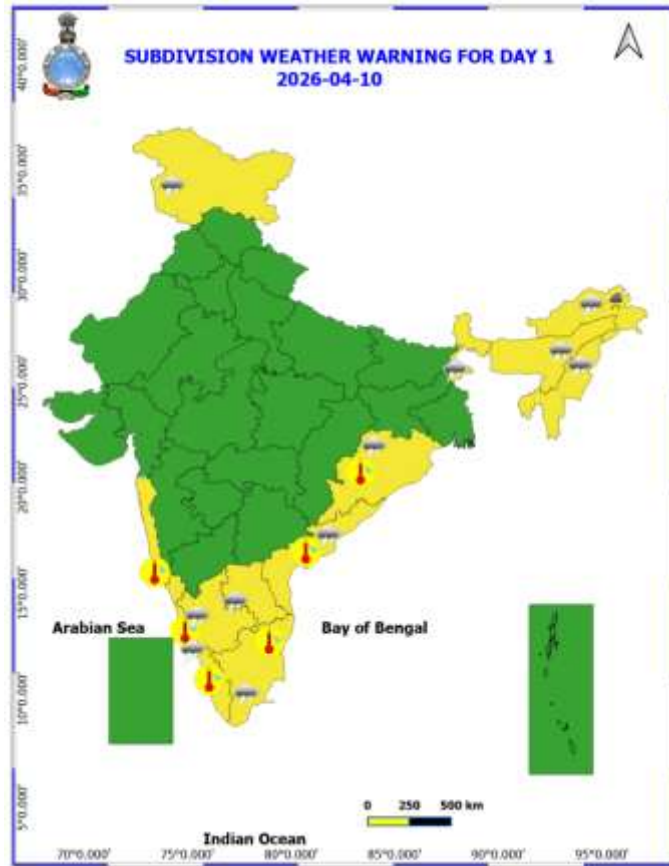 SUBDIVISION WEATHER WARNING FOR DAY 1
2026-04-10
40°0.000'
35°0.000'
30°0.000'
25°0.000'
20°0.000'
15°0.000'
10°0.000'
5°0.000'
Arabian Sea
Bay of Bengal
0 250 500 km
Indian Ocean
70°0.000' 75°0.000' 80°0.000' 85°0.000' 90°0.000' 95°0.000'